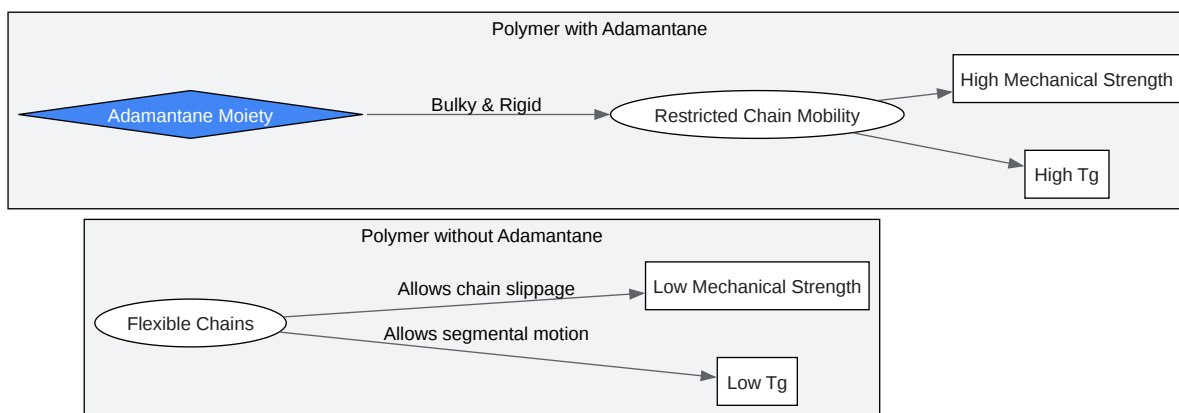 Polymer with Adamantane
Adamantane Moiety
Bulky & Rigid
Restricted Chain Mobility
High Mechanical Strength
High Tg
Polymer without Adamantane
Flexible Chains
Allows chain slippage
Low Mechanical Strength
Allows segmental motion
Low Tg